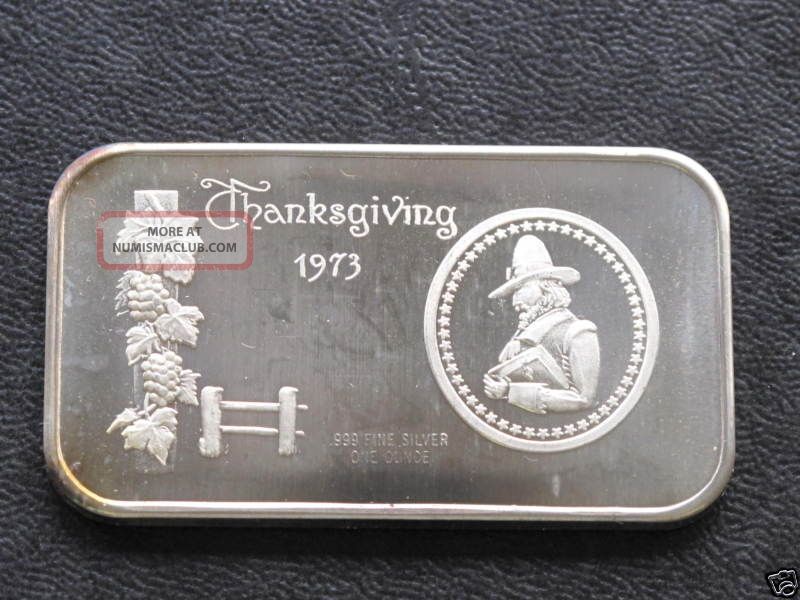 Thanksgiving
1973
MORE AT
NUMISMACLUB.COM
.999 FINE SILVER
ONE OUNCE